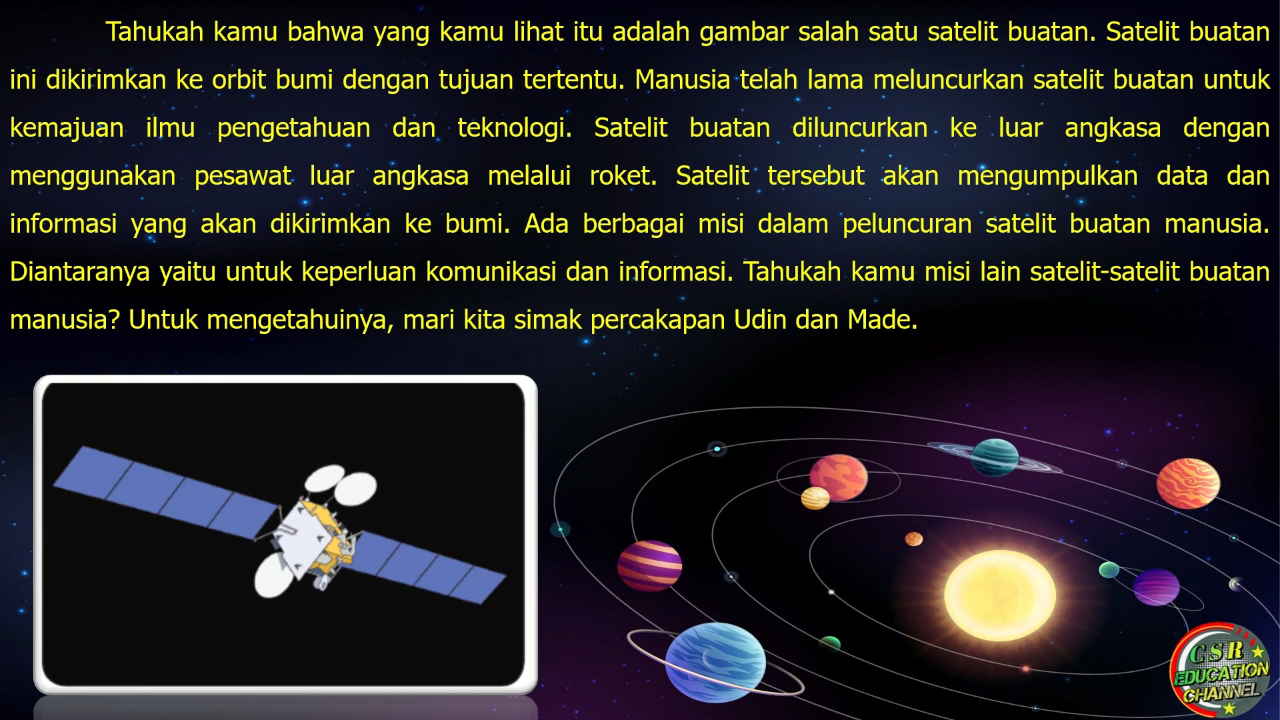 Tahukah kamu bahwa yang kamu lihat itu adalah gambar salah satu satelit buatan. Satelit buatan
ini dikirimkan ke orbit bumi dengan tujuan tertentu. Manusia telah lama meluncurkan satelit buatan untuk
kemajuan ilmu pengetahuan dan teknologi. Satelit buatan diluncurkan ke luar angkasa dengan
menggunakan pesawat luar angkasa melalui roket. Satelit tersebut akan mengumpulkan data dan
informasi yang akan dikirimkan ke bumi. Ada berbagai misi dalam peluncuran satelit buatan manusia.
Diantaranya yaitu untuk keperluan komunikasi dan informasi. Tahukah kamu misi lain satelit-satelit buatan
manusia? Untuk mengetahuinya, mari kita simak percakapan Udin dan Made.
GSR
EDUCATION
CHANNEL